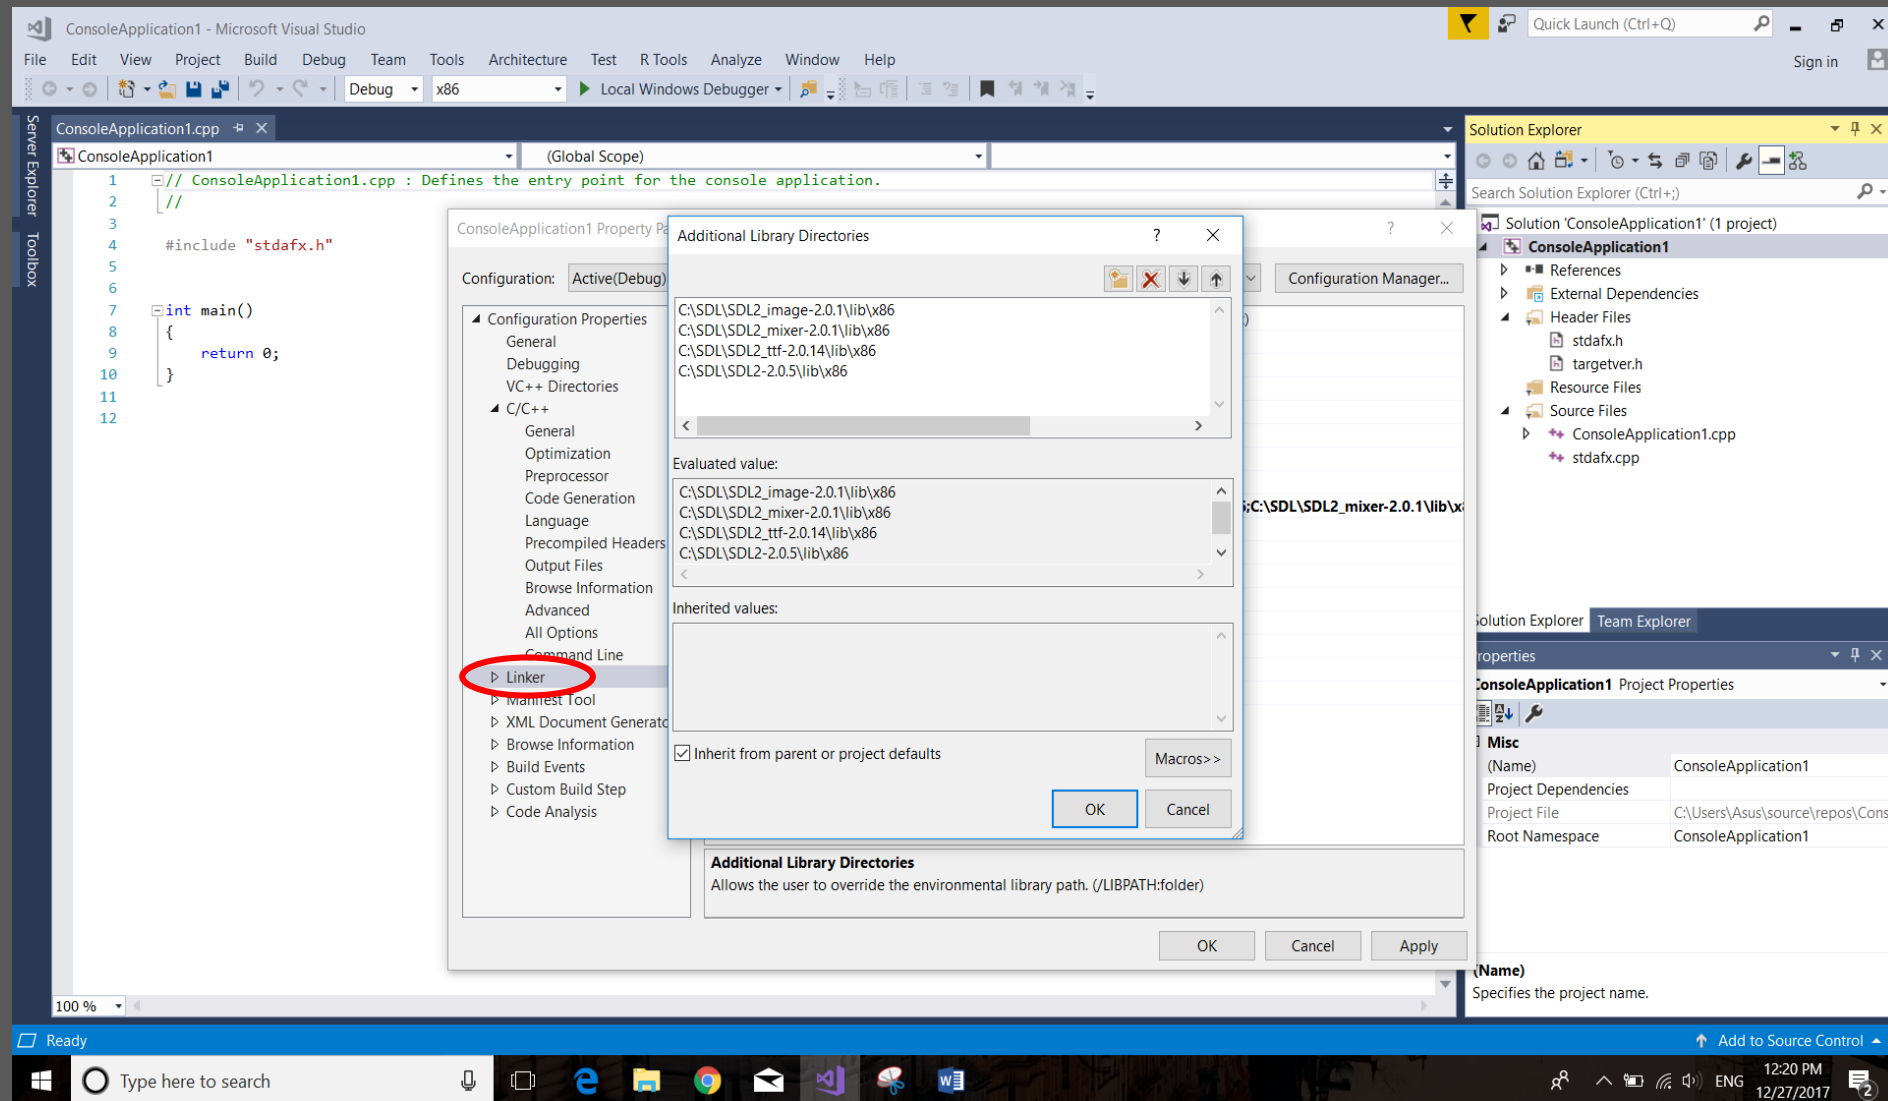 ConsoleApplication1 - Microsoft Visual Studio
Quick Launch (Ctrl+Q)
File Edit View Project Build Debug Team Tools Architecture Test R Tools Analyze Window Help
Sign in
Debug x86 Local Windows Debugger
Server Explorer
Toolbox
ConsoleApplication1.cpp
ConsoleApplication1 (Global Scope)
1 // ConsoleApplication1.cpp : Defines the entry point for the console application.
2 //
3
4 #include "stdafx.h"
5
6
7 int main()
8 {
9 return 0;
10 }
11
12
100 %
ConsoleApplication1 Property Pa
?
Configuration: Active(Debug)
Configuration Manager...
Configuration Properties
General
Debugging
VC++ Directories
C/C++
General
Optimization
Preprocessor
Code Generation
Language
Precompiled Headers
Output Files
Browse Information
Advanced
All Options
Command Line
Linker
Manifest Tool
XML Document Generato
Browse Information
Build Events
Custom Build Step
Code Analysis
;C:\SDL\SDL2_mixer-2.0.1\lib\x
Additional Library Directories
?
C:\SDL\SDL2_image-2.0.1\lib\x86
C:\SDL\SDL2_mixer-2.0.1\lib\x86
C:\SDL\SDL2_ttf-2.0.14\lib\x86
C:\SDL\SDL2-2.0.5\lib\x86
Evaluated value:
C:\SDL\SDL2_image-2.0.1\lib\x86
C:\SDL\SDL2_mixer-2.0.1\lib\x86
C:\SDL\SDL2_ttf-2.0.14\lib\x86
C:\SDL\SDL2-2.0.5\lib\x86
Inherited values:
Inherit from parent or project defaults
Macros>>
OK Cancel
Additional Library Directories
Allows the user to override the environmental library path. (/LIBPATH:folder)
OK Cancel Apply
Solution Explorer
Search Solution Explorer (Ctrl+;)
Solution 'ConsoleApplication1' (1 project)
ConsoleApplication1
References
External Dependencies
Header Files
stdafx.h
targetver.h
Resource Files
Source Files
ConsoleApplication1.cpp
stdafx.cpp
Solution Explorer Team Explorer
roperties
ConsoleApplication1 Project Properties
Misc
(Name) ConsoleApplication1
Project Dependencies
Project File C:\Users\Asus\source\repos\Cons
Root Namespace ConsoleApplication1
(Name)
Specifies the project name.
Ready
Add to Source Control
Type here to search
ENG
12:20 PM
12/27/2017
2